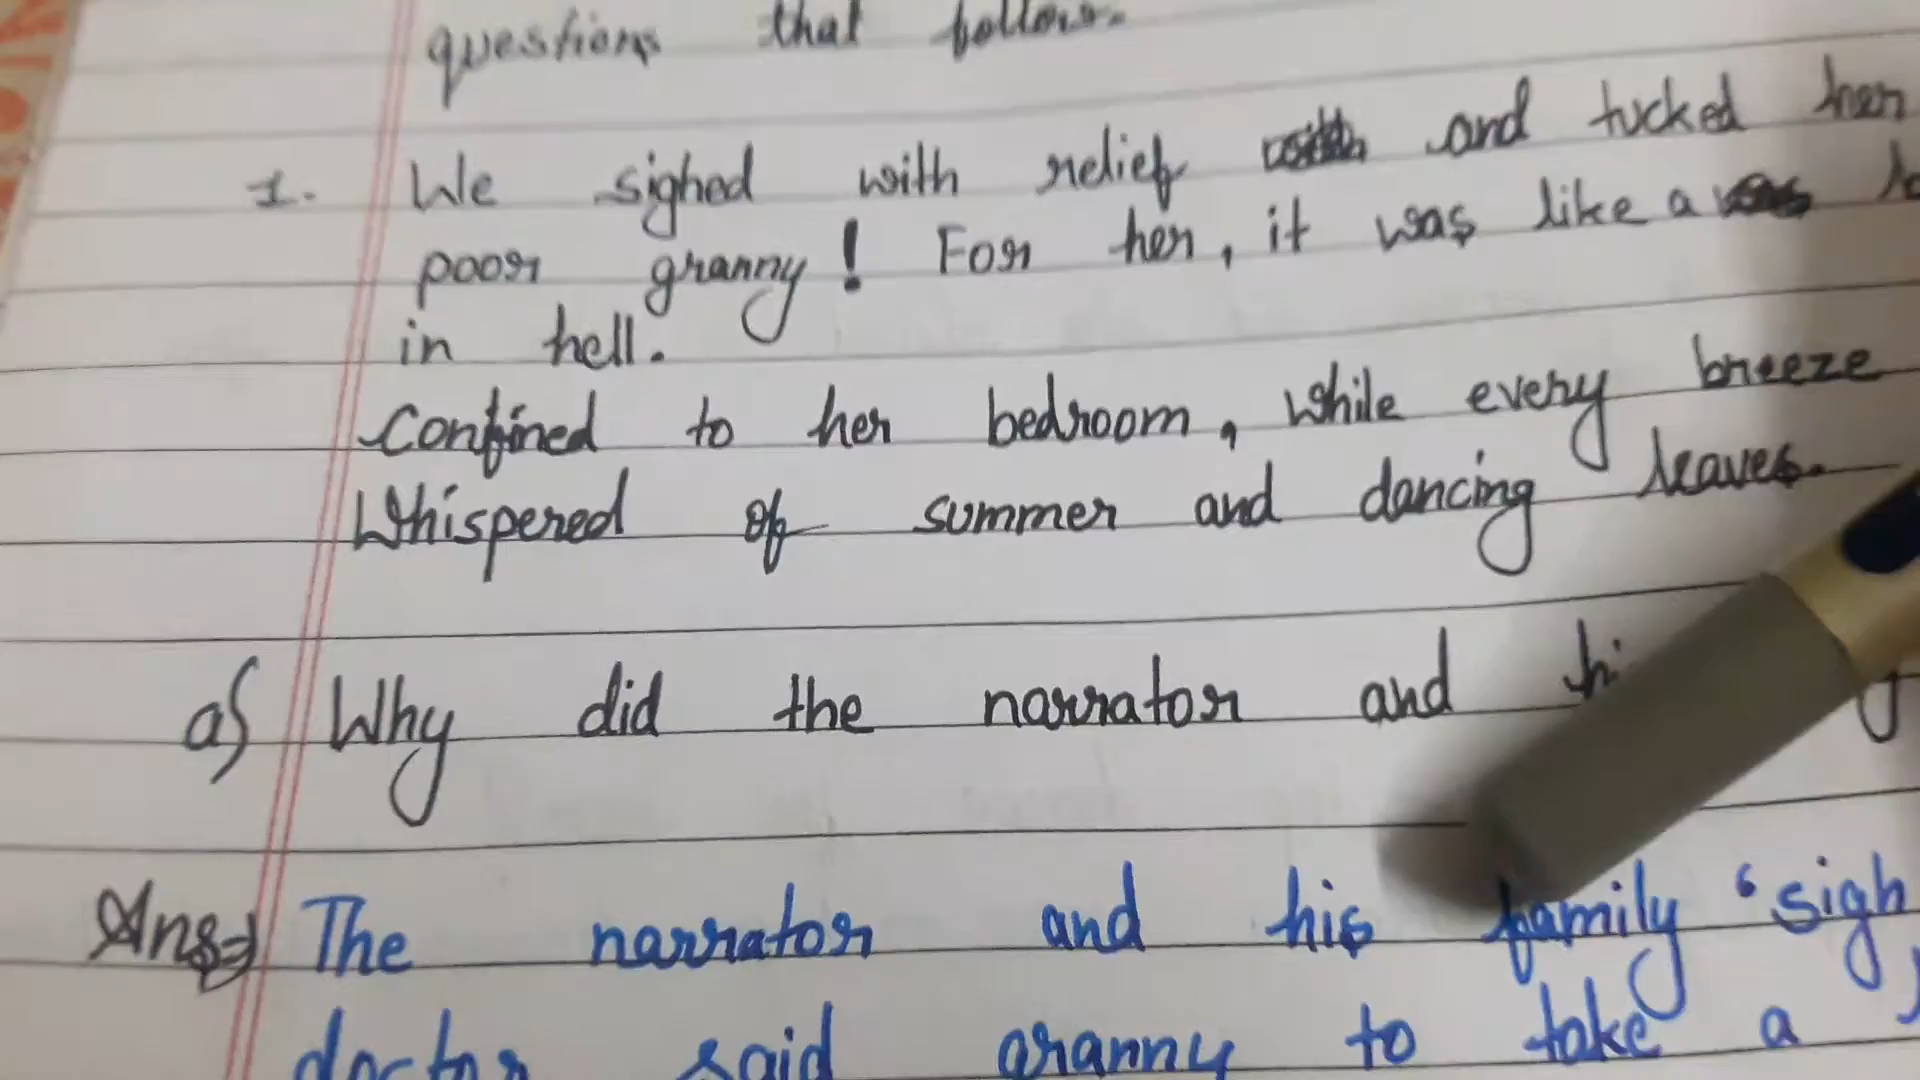 questions that follow.
1. We sighed with relief and tucked her
poor granny! For her, it was like a
in hell.
Confined to her bedroom, while every breeze
Whispered of summer and dancing leaves.
a) Why did the narrator and
Ans⇒ The narrator and his family 'sigh
doctor said granny to take a